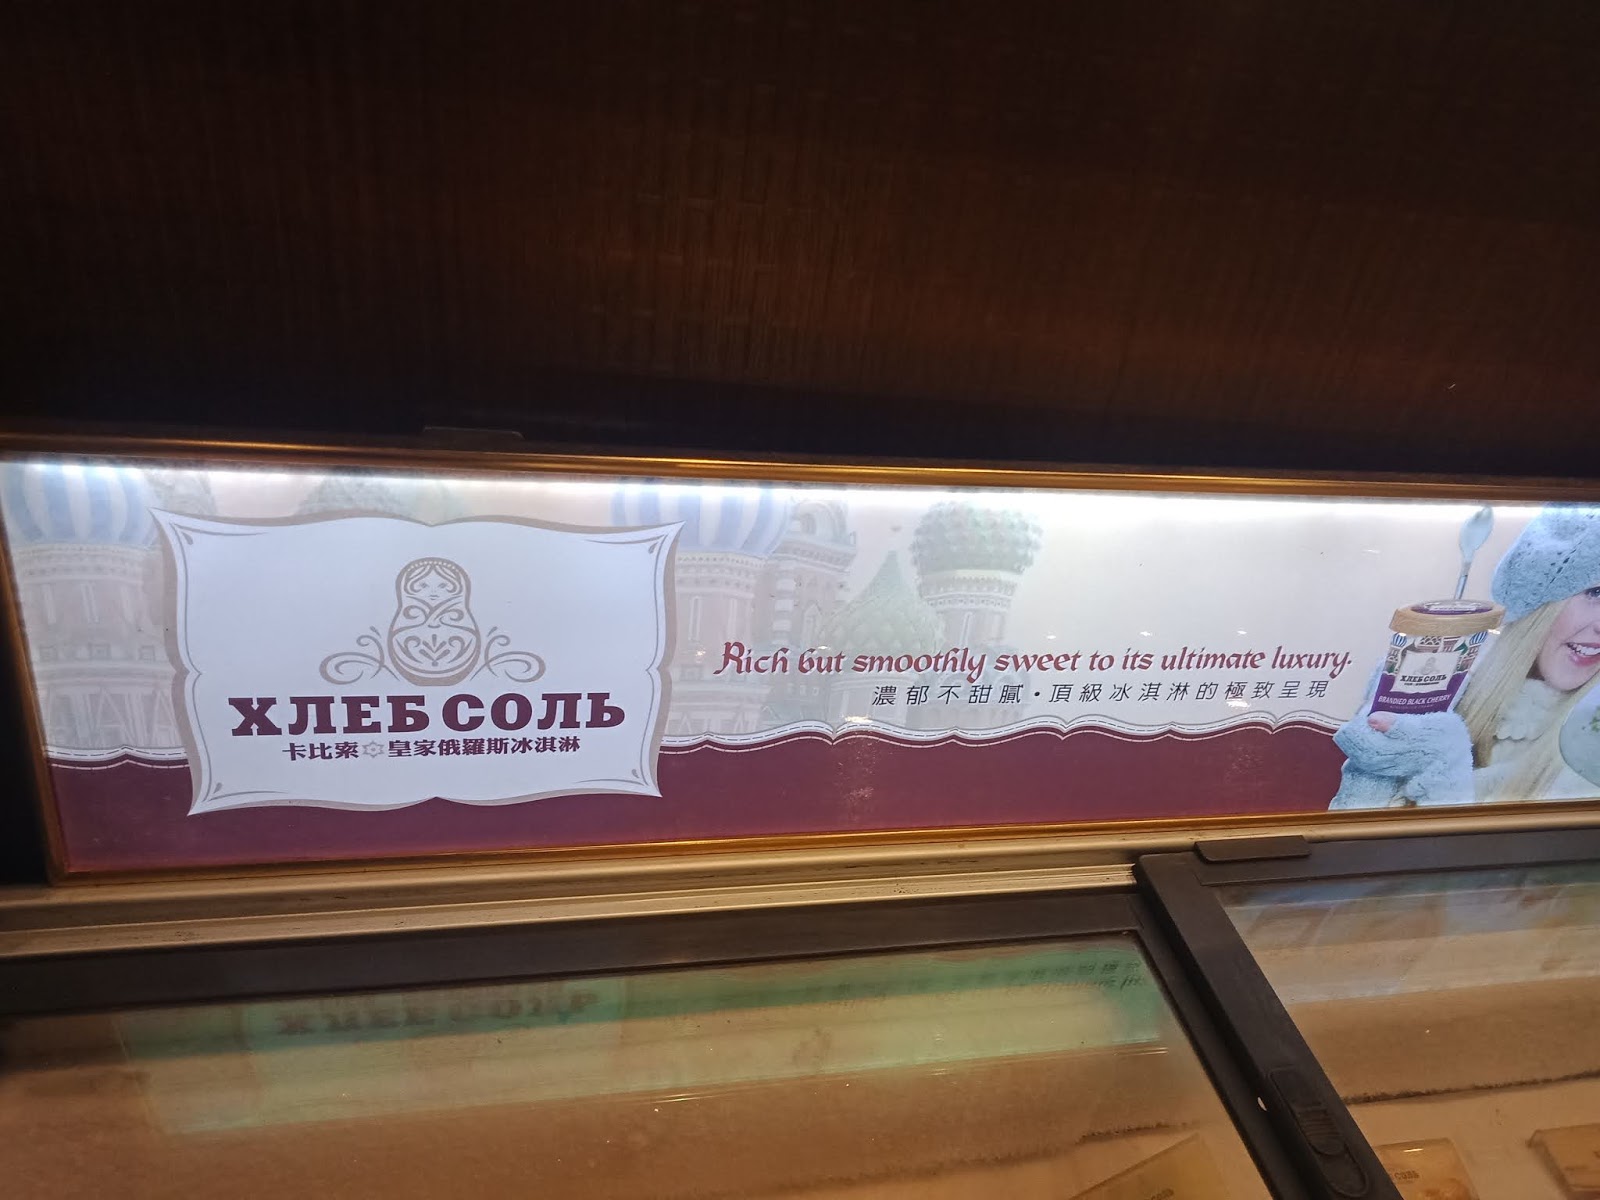 ХЛЕБ СОЛЬ
卡比索 皇家俄羅斯冰淇淋
Rich but smoothly sweet to its ultimate luxury.
濃郁不甜膩·頂級冰淇淋的極致呈現
ХЛЕБ СОЛЬ
BRANDIED BLACK CHERRY